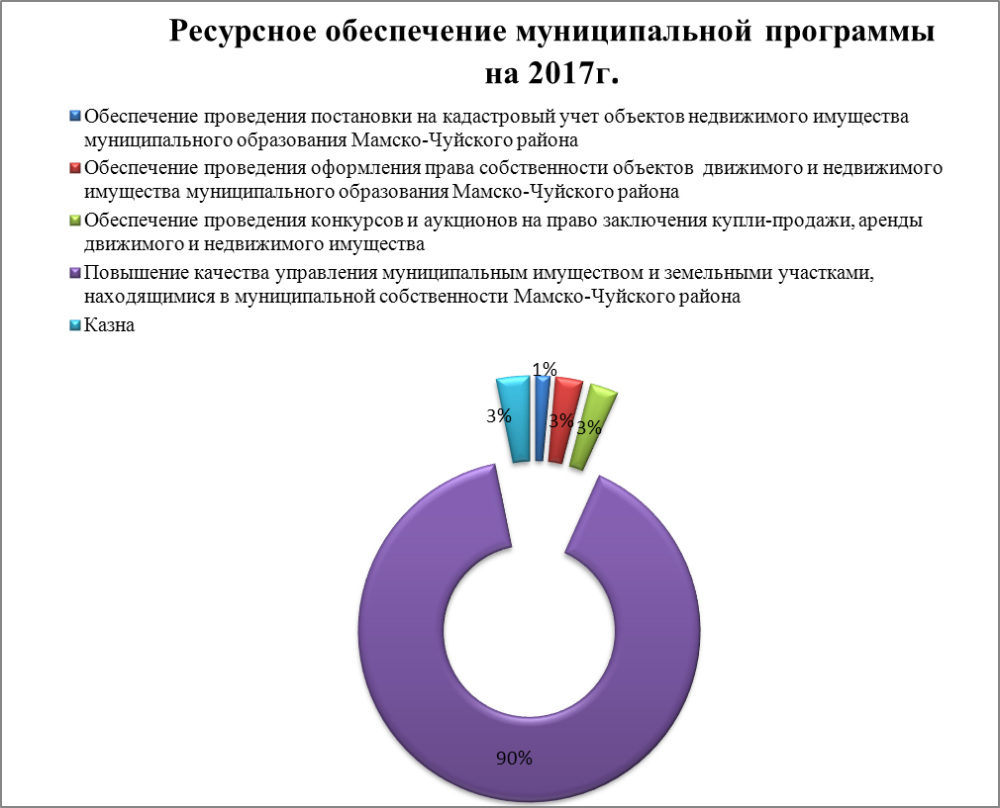 Ресурсное обеспечение муниципальной программы
на 2017г.
Обеспечение проведения постановки на кадастровый учет объектов недвижимого имущества
муниципального образования Мамско-Чуйского района
Обеспечение проведения оформления права собственности объектов движимого и недвижимого
имущества муниципального образования Мамско-Чуйского района
Обеспечение проведения конкурсов и аукционов на право заключения купли-продажи, аренды
движимого и недвижимого имущества
Повышение качества управления муниципальным имуществом и земельными участками,
находящимися в муниципальной собственности Мамско-Чуйского района
Казна
1%
3%
3%
3%
90%